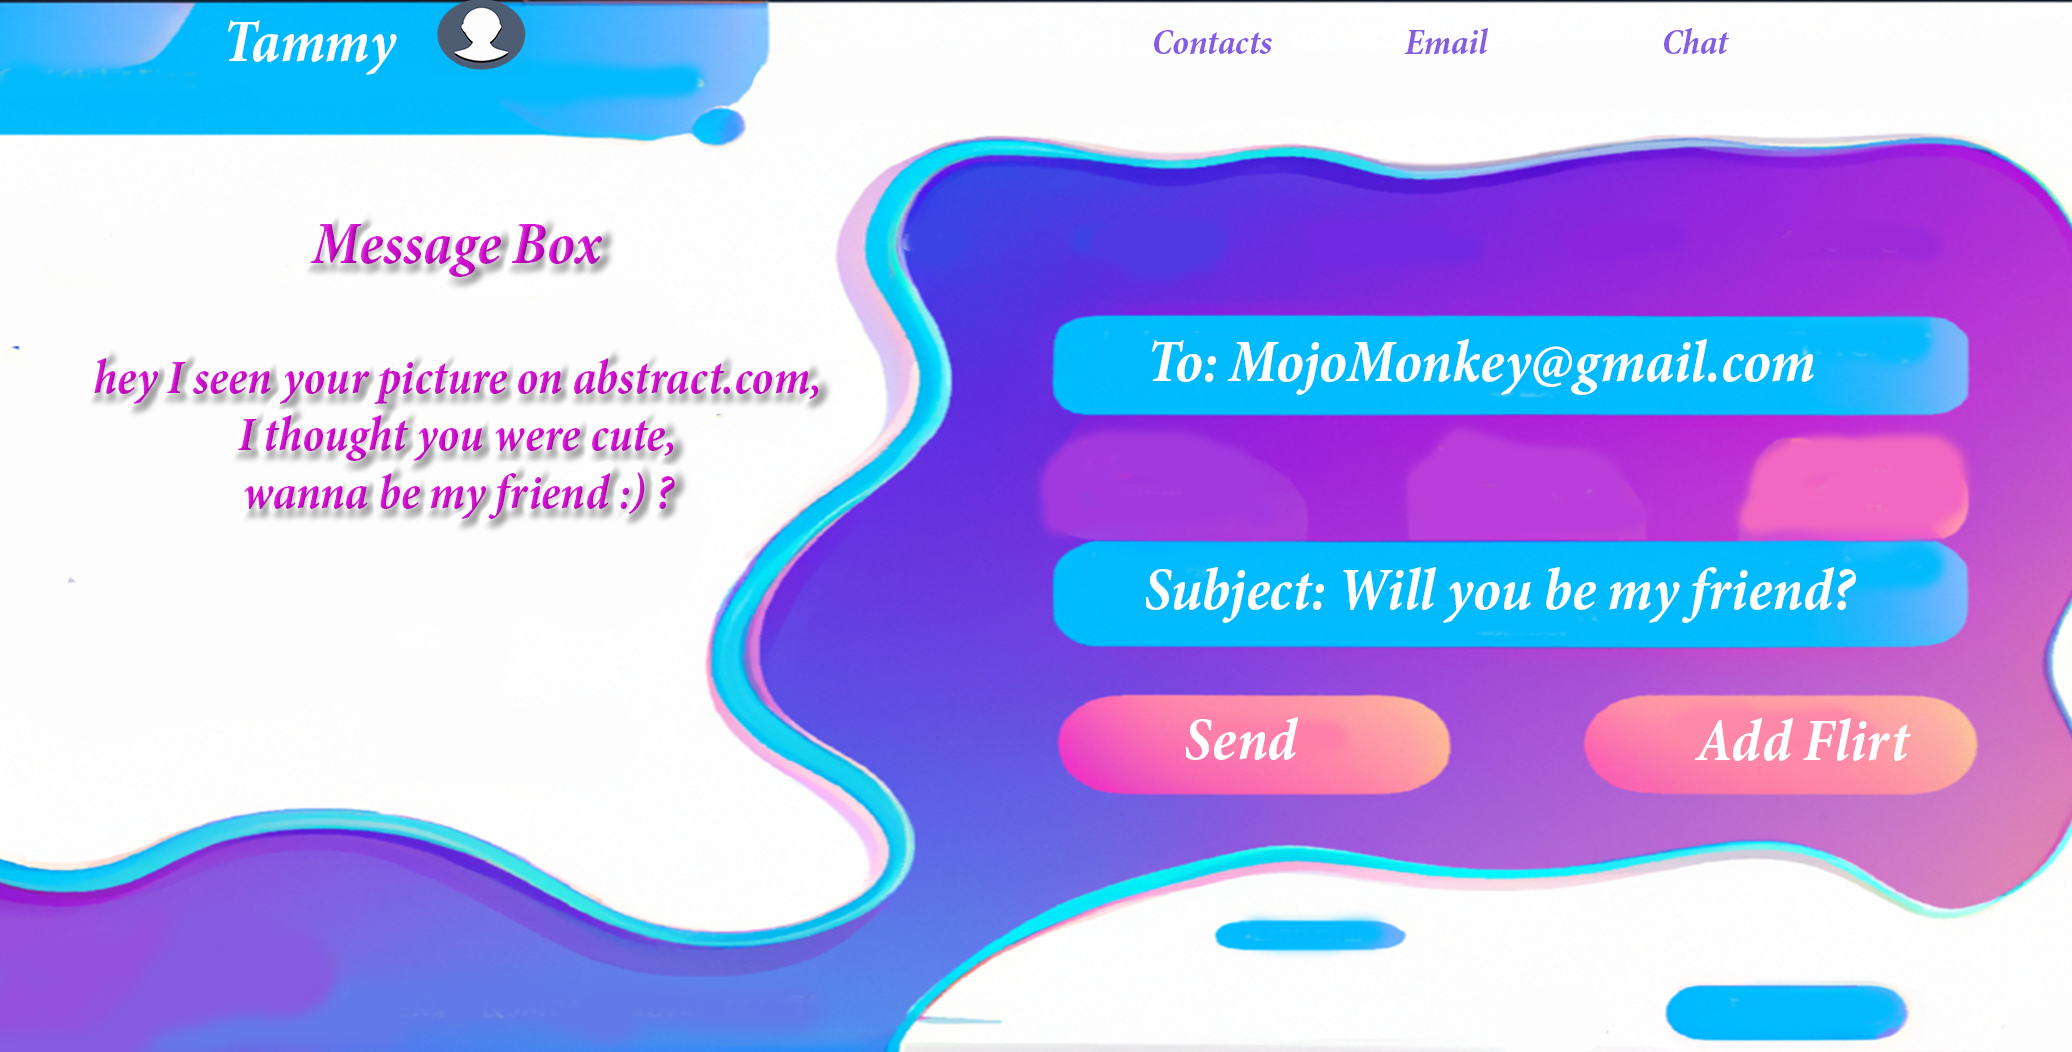 Tammy
Contacts
Email
Chat
Message Box
hey I seen your picture on abstract.com,
I thought you were cute,
wanna be my friend :) ?
To: MojoMonkey@gmail.com
Subject: Will you be my friend?
Send
Add Flirt